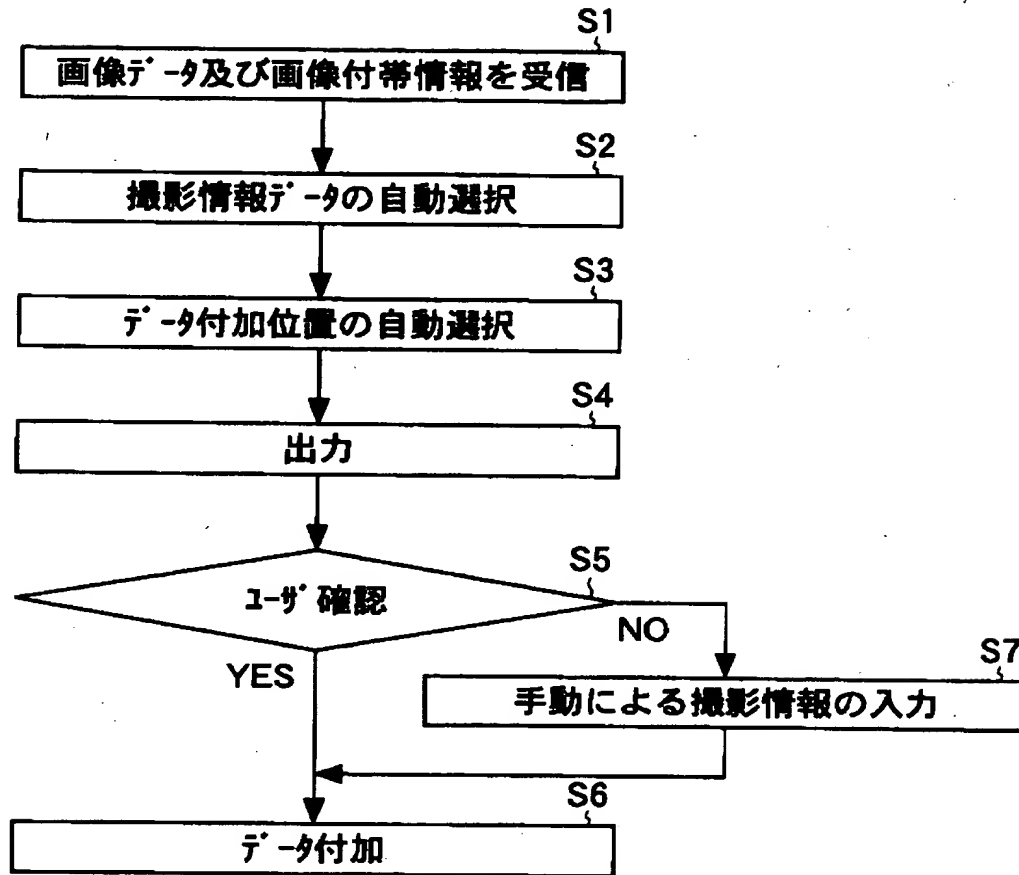 S1
画像ﾃﾞｰﾀ及び画像付帯情報を受信
S2
撮影情報ﾃﾞｰﾀの自動選択
S3
ﾃﾞｰﾀ付加位置の自動選択
S4
出力
S5
ﾕｰｻﾞ確認
NO
YES
S7
手動による撮影情報の入力
S6
ﾃﾞｰﾀ付加